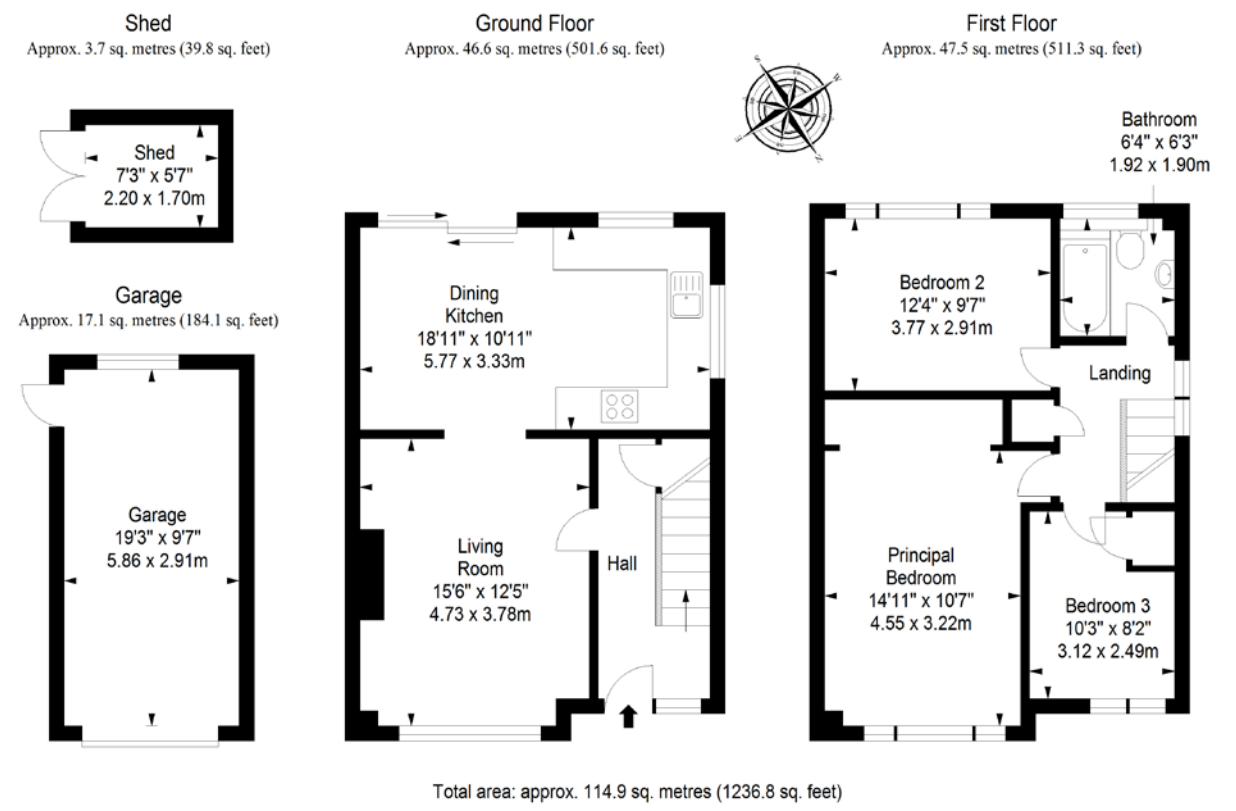 Shed
Approx. 3.7 sq. metres (39.8 sq. feet)
Shed
7'3" x 5'7"
2.20 x 1.70m
Garage
Approx. 17.1 sq. metres (184.1 sq. feet)
Garage
19'3" x 9'7"
5.86 x 2.91m
Ground Floor
Approx. 46.6 sq. metres (501.6 sq. feet)
Dining
Kitchen
18'11" x 10'11"
5.77 x 3.33m
Living
Room
15'6" x 12'5"
4.73 x 3.78m
Hall
S
W
E
N
First Floor
Approx. 47.5 sq. metres (511.3 sq. feet)
Bathroom
6'4" x 6'3"
1.92 x 1.90m
Bedroom 2
12'4" x 9'7"
3.77 x 2.91m
Landing
Principal
Bedroom
14'11" x 10'7"
4.55 x 3.22m
Bedroom 3
10'3" x 8'2"
3.12 x 2.49m
Total area: approx. 114.9 sq. metres (1236.8 sq. feet)